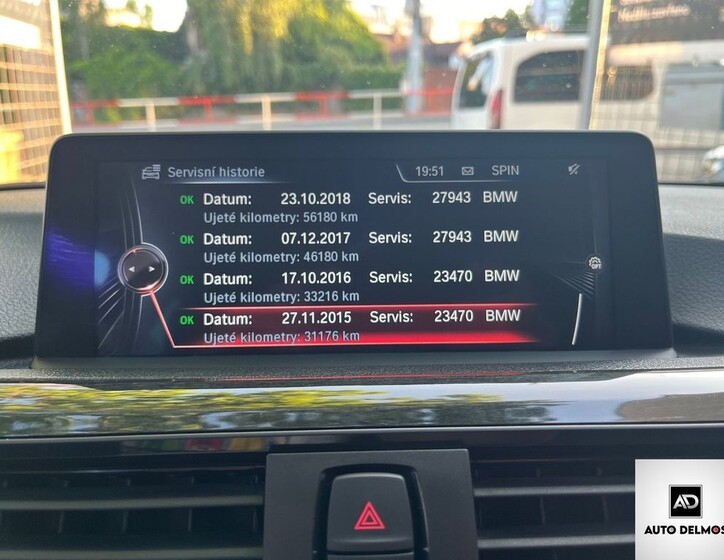 Servisní historie
19:51 SPIN
OK Datum: 23.10.2018 Servis: 27943 BMW
Ujeté kilometry: 56180 km
OK Datum: 07.12.2017 Servis: 27943 BMW
Ujeté kilometry: 46180 km
OK Datum: 17.10.2016 Servis: 23470 BMW
Ujeté kilometry: 33216 km
OK Datum: 27.11.2015 Servis: 23470 BMW
Ujeté kilometry: 31176 km
OPT
AD
AUTO DELMOS